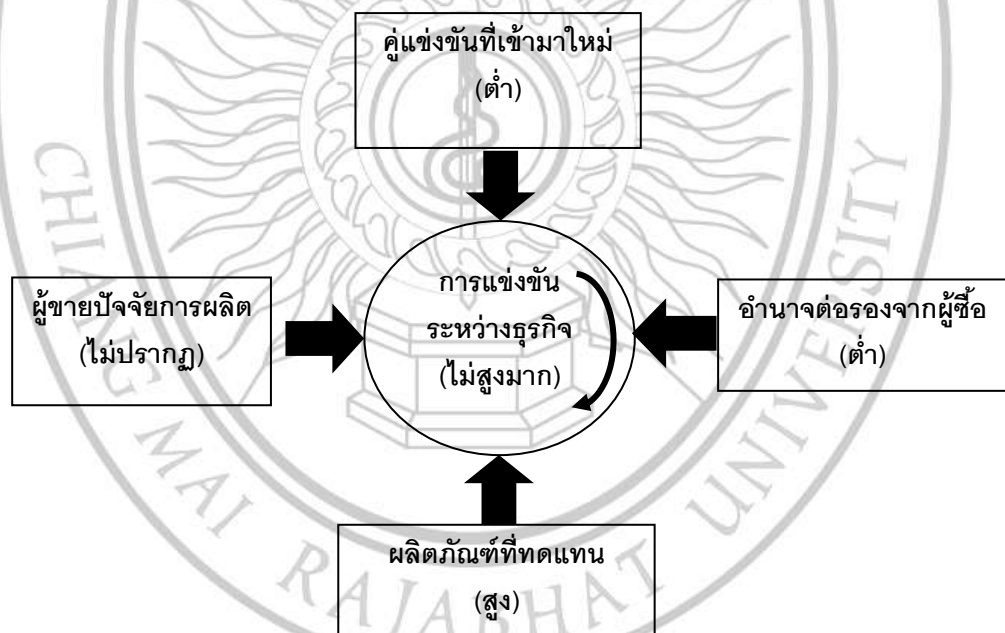 คู่แข่งขันที่เข้ามาใหม่
(ต่ำ)
ผู้ขายปัจจัยการผลิต
(ไม่ปรากฏ)
การแข่งขัน
ระหว่างธุรกิจ
(ไม่สูงมาก)
อำนาจต่อรองจากผู้ซื้อ
(ต่ำ)
ผลิตภัณฑ์ที่ทดแทน
(สูง)
CHIANG MAI RAJABHAT UNIVERSITY